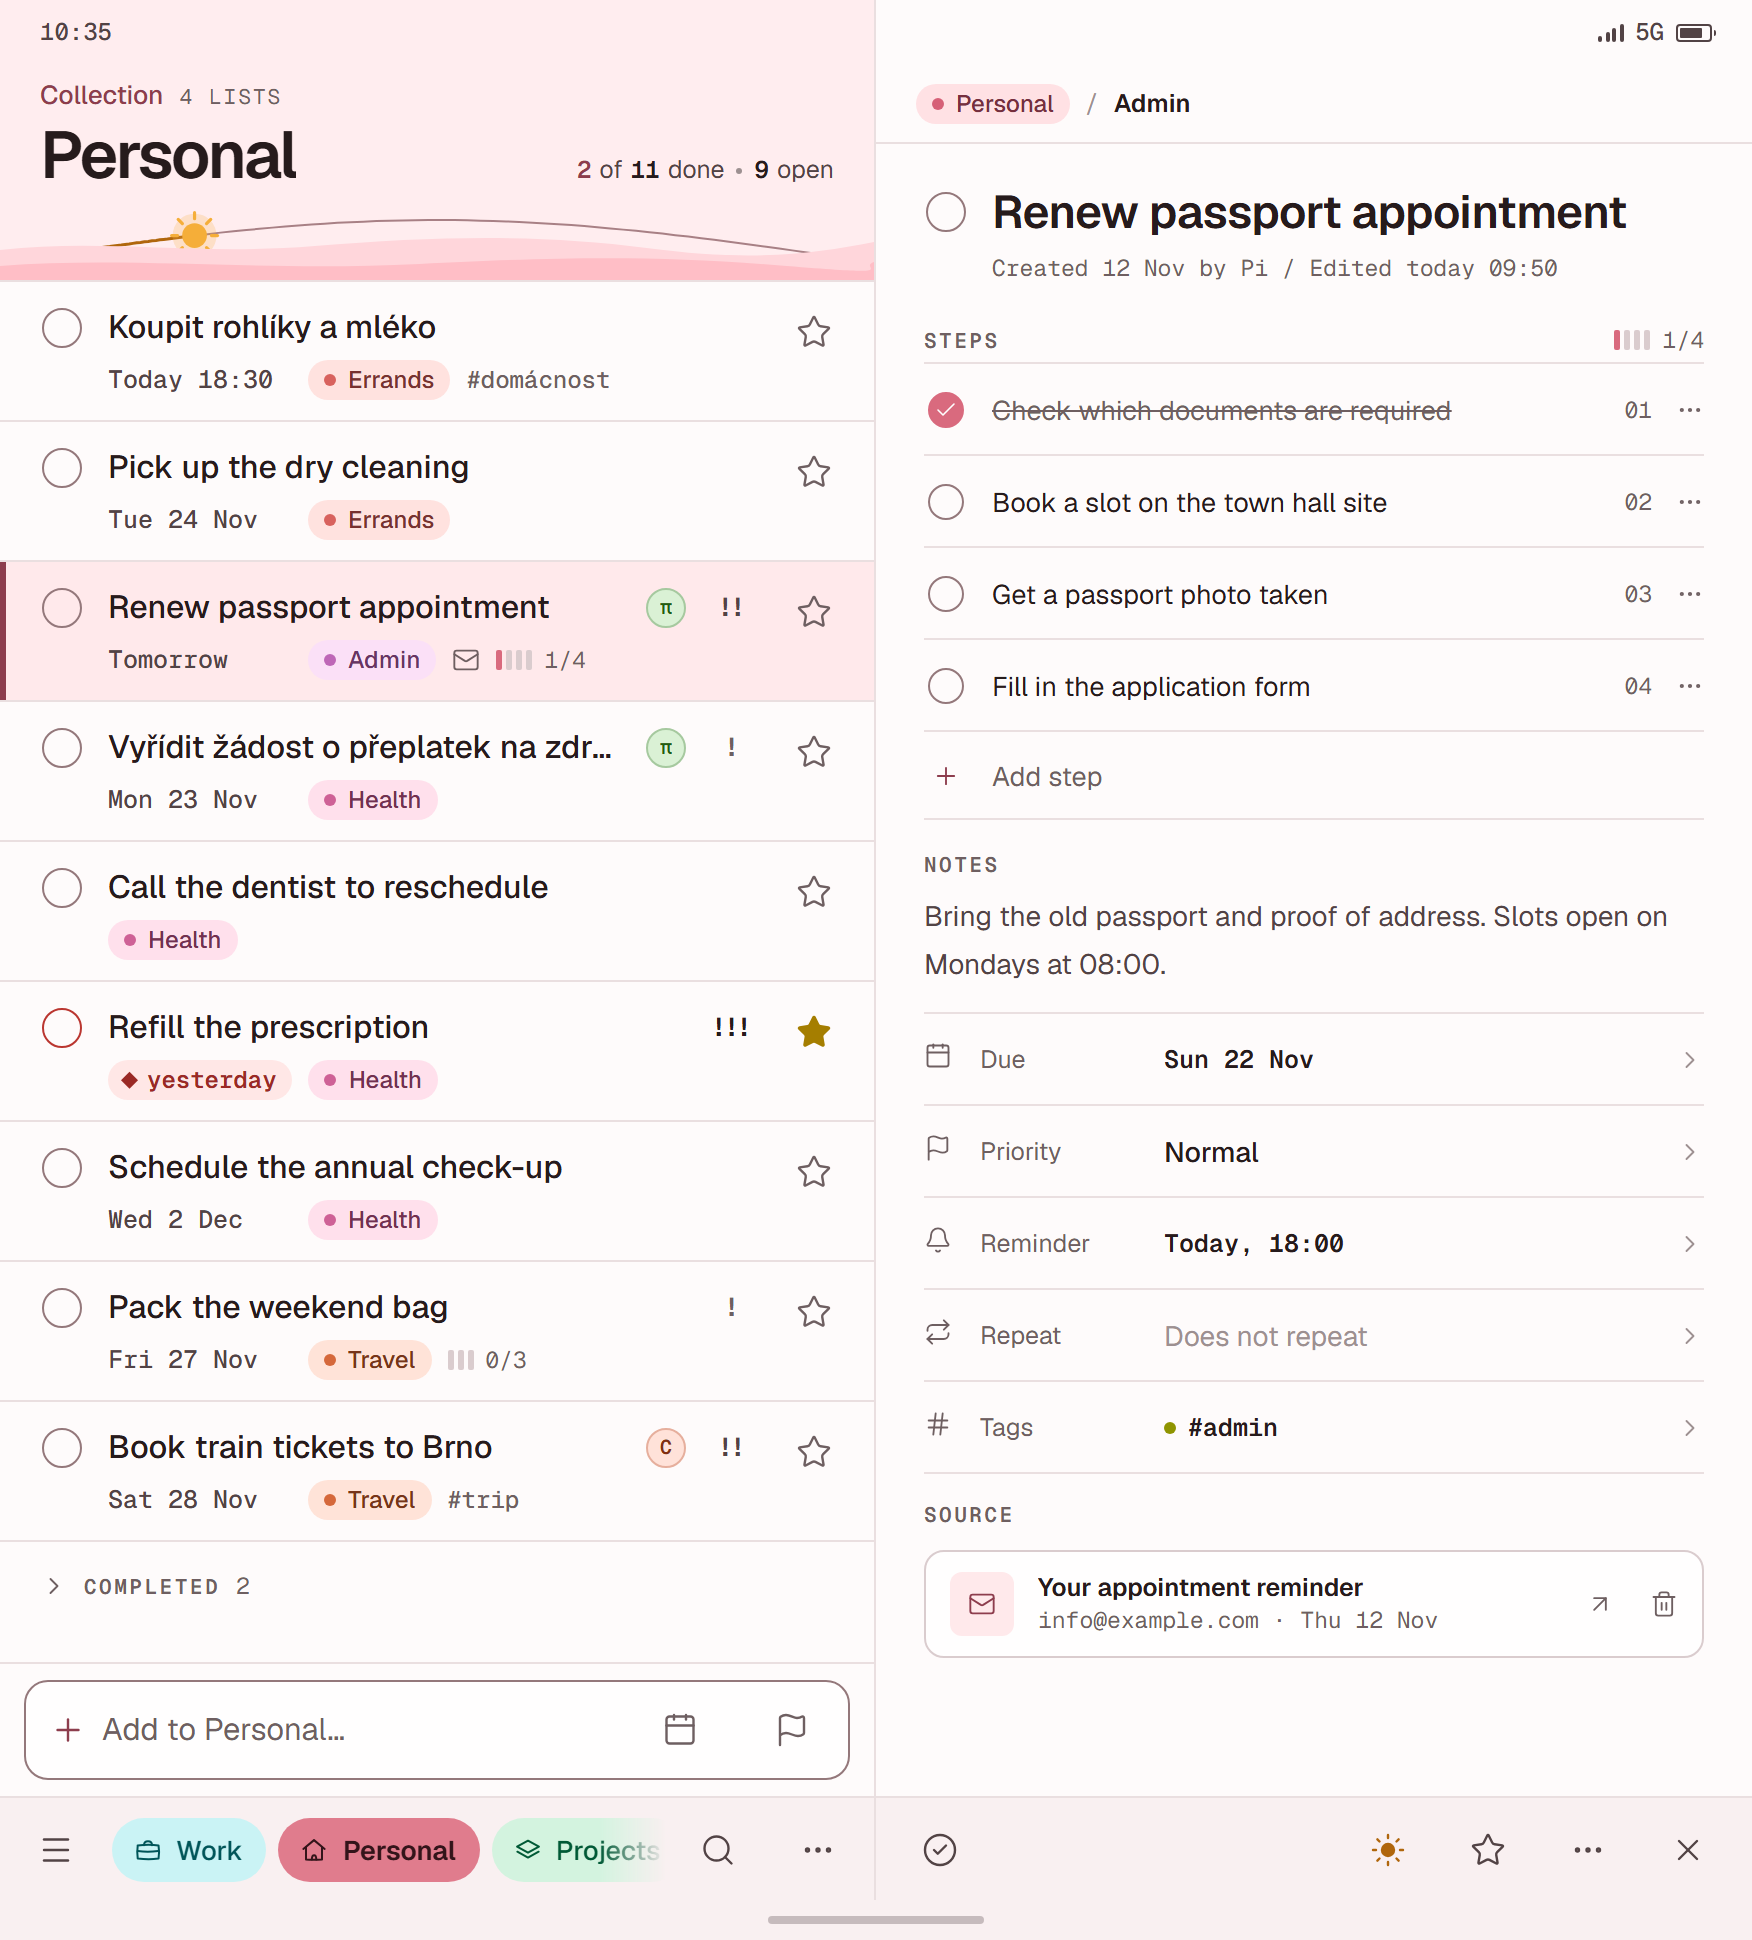 10:35
5G
Collection 4 LISTS
Personal
2 of 11 done • 9 open
Koupit rohlíky a mléko
Today 18:30 Errands #domácnost
Pick up the dry cleaning
Tue 24 Nov Errands
Renew passport appointment π !!
Tomorrow Admin 1/4
Vyřídit žádost o přeplatek na zdr... π !
Mon 23 Nov Health
Call the dentist to reschedule
Health
Refill the prescription !!!
yesterday Health
Schedule the annual check-up
Wed 2 Dec Health
Pack the weekend bag !
Fri 27 Nov Travel 0/3
Book train tickets to Brno C !!
Sat 28 Nov Travel #trip
COMPLETED 2
Add to Personal...
Work Personal Projects
Personal / Admin
Renew passport appointment
Created 12 Nov by Pi / Edited today 09:50
STEPS 1/4
Check which documents are required 01
Book a slot on the town hall site 02
Get a passport photo taken 03
Fill in the application form 04
Add step
NOTES
Bring the old passport and proof of address. Slots open on
Mondays at 08:00.
Due Sun 22 Nov
Priority Normal
Reminder Today, 18:00
Repeat Does not repeat
Tags #admin
SOURCE
Your appointment reminder
info@example.com · Thu 12 Nov